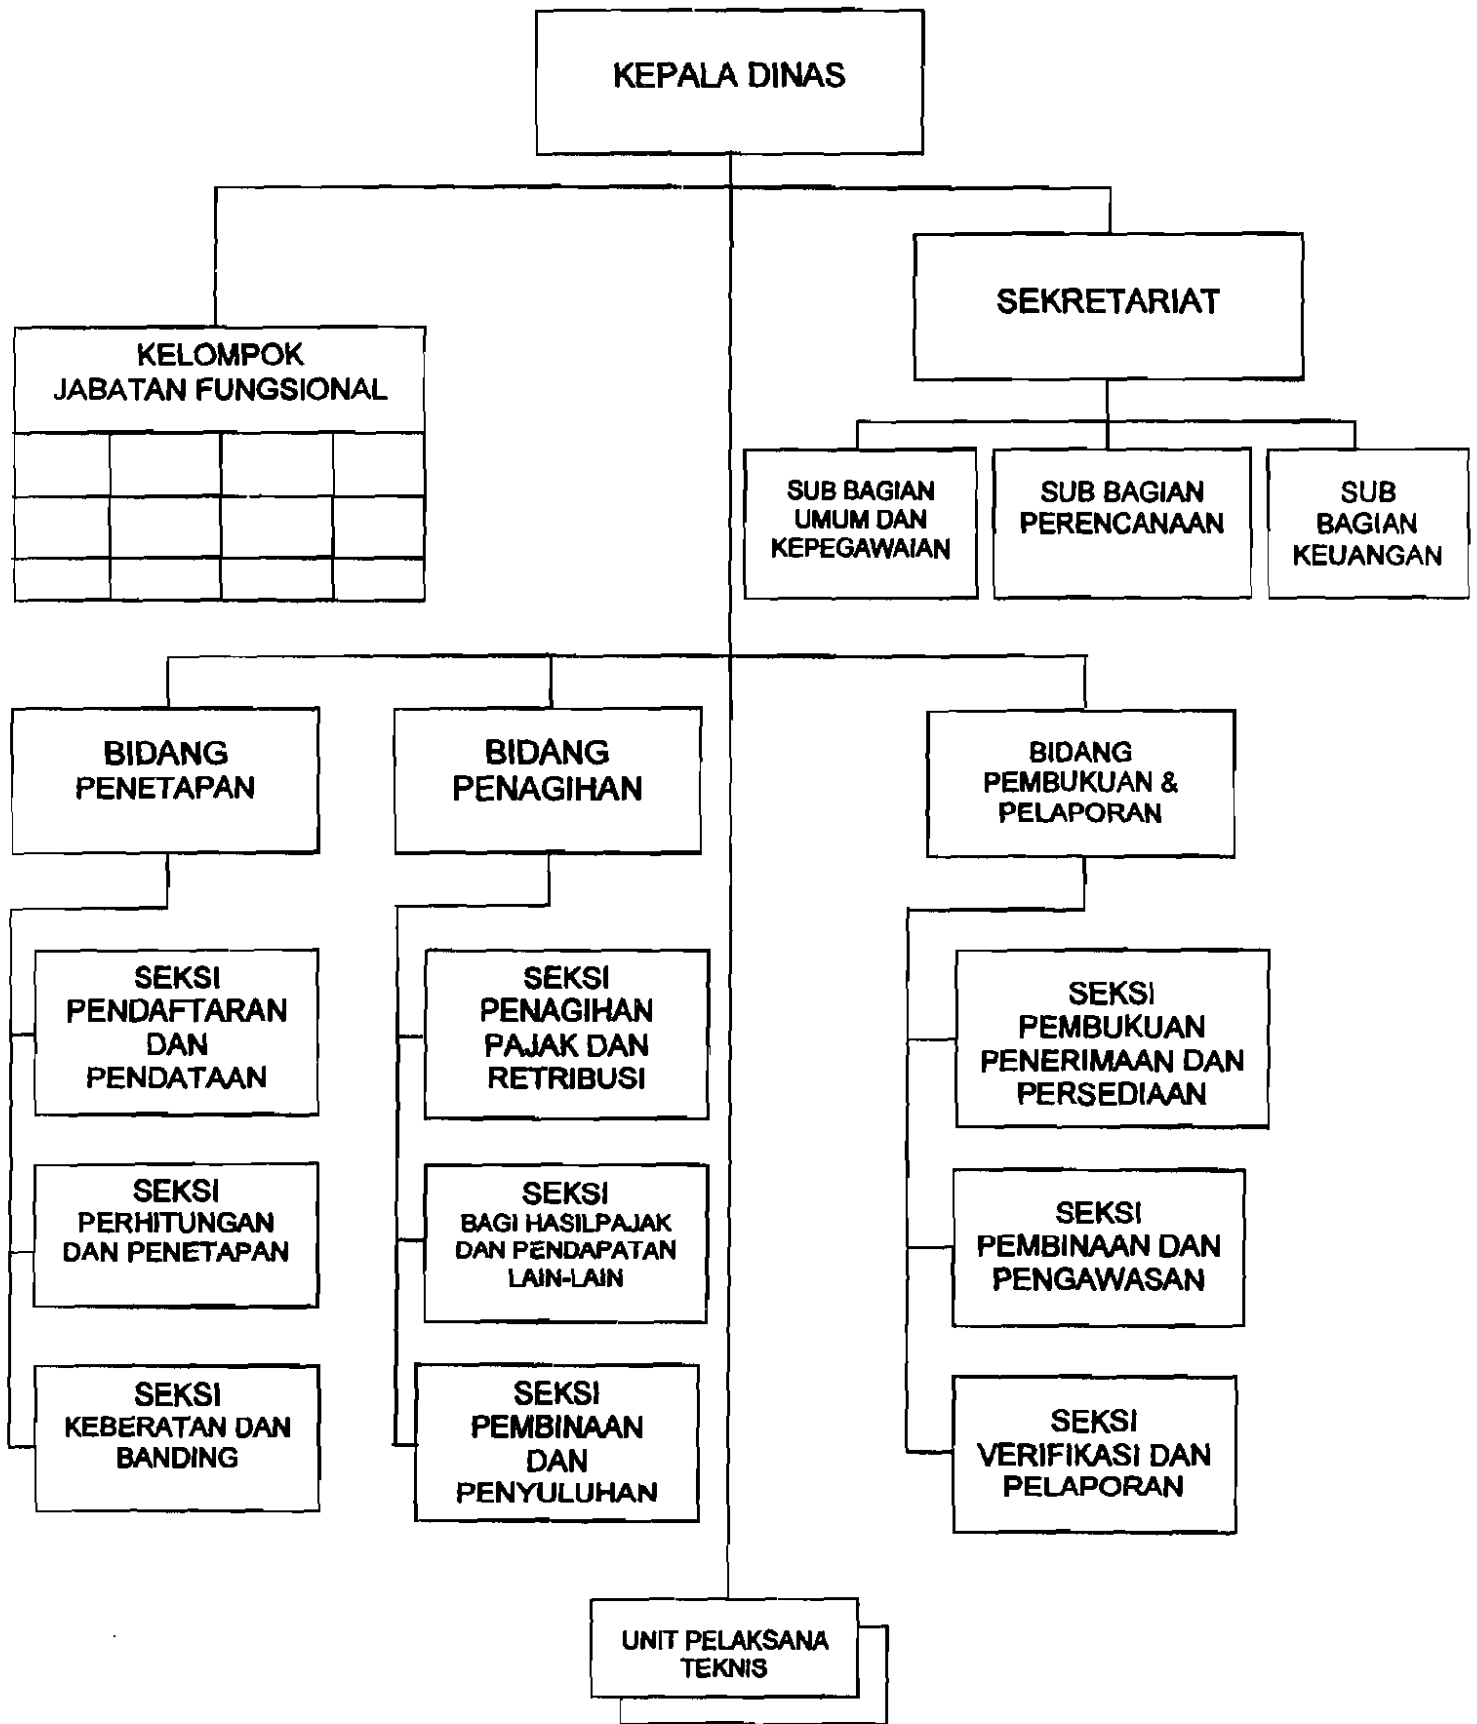 KEPALA DINAS
SEKRETARIAT
KELOMPOK
JABATAN FUNGSIONAL
SUB BAGIAN
UMUM DAN
KEPEGAWAIAN
SUB BAGIAN
PERENCANAAN
SUB
BAGIAN
KEUANGAN
BIDANG
PENETAPAN
BIDANG
PENAGIHAN
BIDANG
PEMBUKUAN &
PELAPORAN
SEKSI
PENDAFTARAN
DAN
PENDATAAN
SEKSI
PENAGIHAN
PAJAK DAN
RETRIBUSI
SEKSI
PEMBUKUAN
PENERIMAAN DAN
PERSEDIAAN
SEKSI
PERHITUNGAN
DAN PENETAPAN
SEKSI
BAGI HASILPAJAK
DAN PENDAPATAN
LAIN-LAIN
SEKSI
PEMBINAAN DAN
PENGAWASAN
SEKSI
KEBERATAN DAN
BANDING
SEKSI
PEMBINAAN
DAN
PENYULUHAN
SEKSI
VERIFIKASI DAN
PELAPORAN
UNIT PELAKSANA
TEKNIS